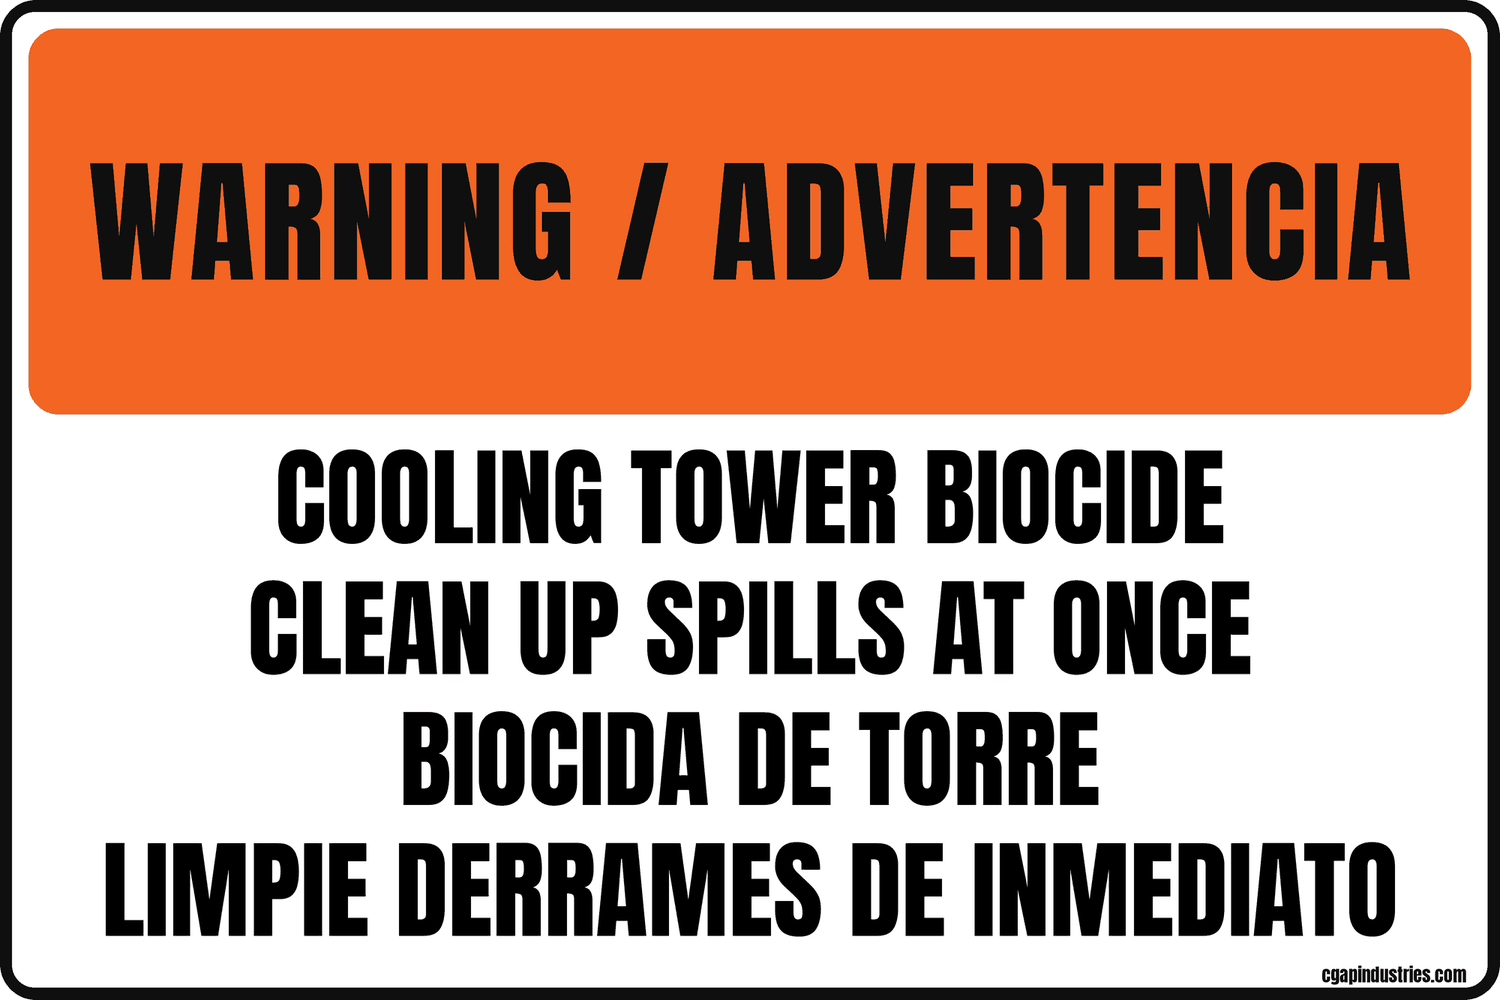 WARNING / ADVERTENCIA
COOLING TOWER BIOCIDE
CLEAN UP SPILLS AT ONCE
BIOCIDA DE TORRE
LIMPIE DERRAMES DE INMEDIATO
cgapindustries.com